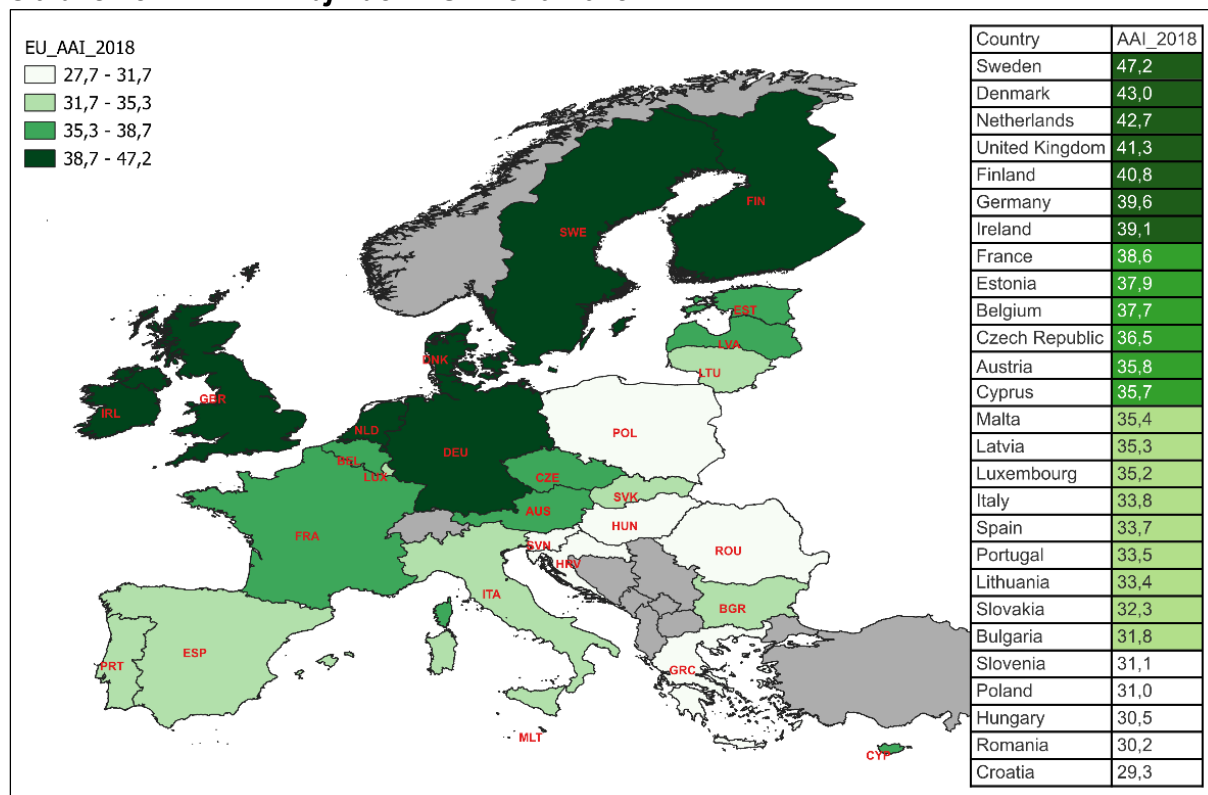 EU_AAI_2018
27,7 - 31,7
31,7 - 35,3
35,3 - 38,7
38,7 - 47,2
FIN
SWE
EST
LVA
LTU
DNK
IRL
GBR
NLD
POL
DEU
BEL
LUX
CZE
SVK
AUS
HUN
FRA
SVN
HRV
ROU
ITA
BGR
ESP
PRT
GRC
MLT
CYP
Country AAI_2018
Sweden 47,2
Denmark 43,0
Netherlands 42,7
United Kingdom 41,3
Finland 40,8
Germany 39,6
Ireland 39,1
France 38,6
Estonia 37,9
Belgium 37,7
Czech Republic 36,5
Austria 35,8
Cyprus 35,7
Malta 35,4
Latvia 35,3
Luxembourg 35,2
Italy 33,8
Spain 33,7
Portugal 33,5
Lithuania 33,4
Slovakia 32,3
Bulgaria 31,8
Slovenia 31,1
Poland 31,0
Hungary 30,5
Romania 30,2
Croatia 29,3